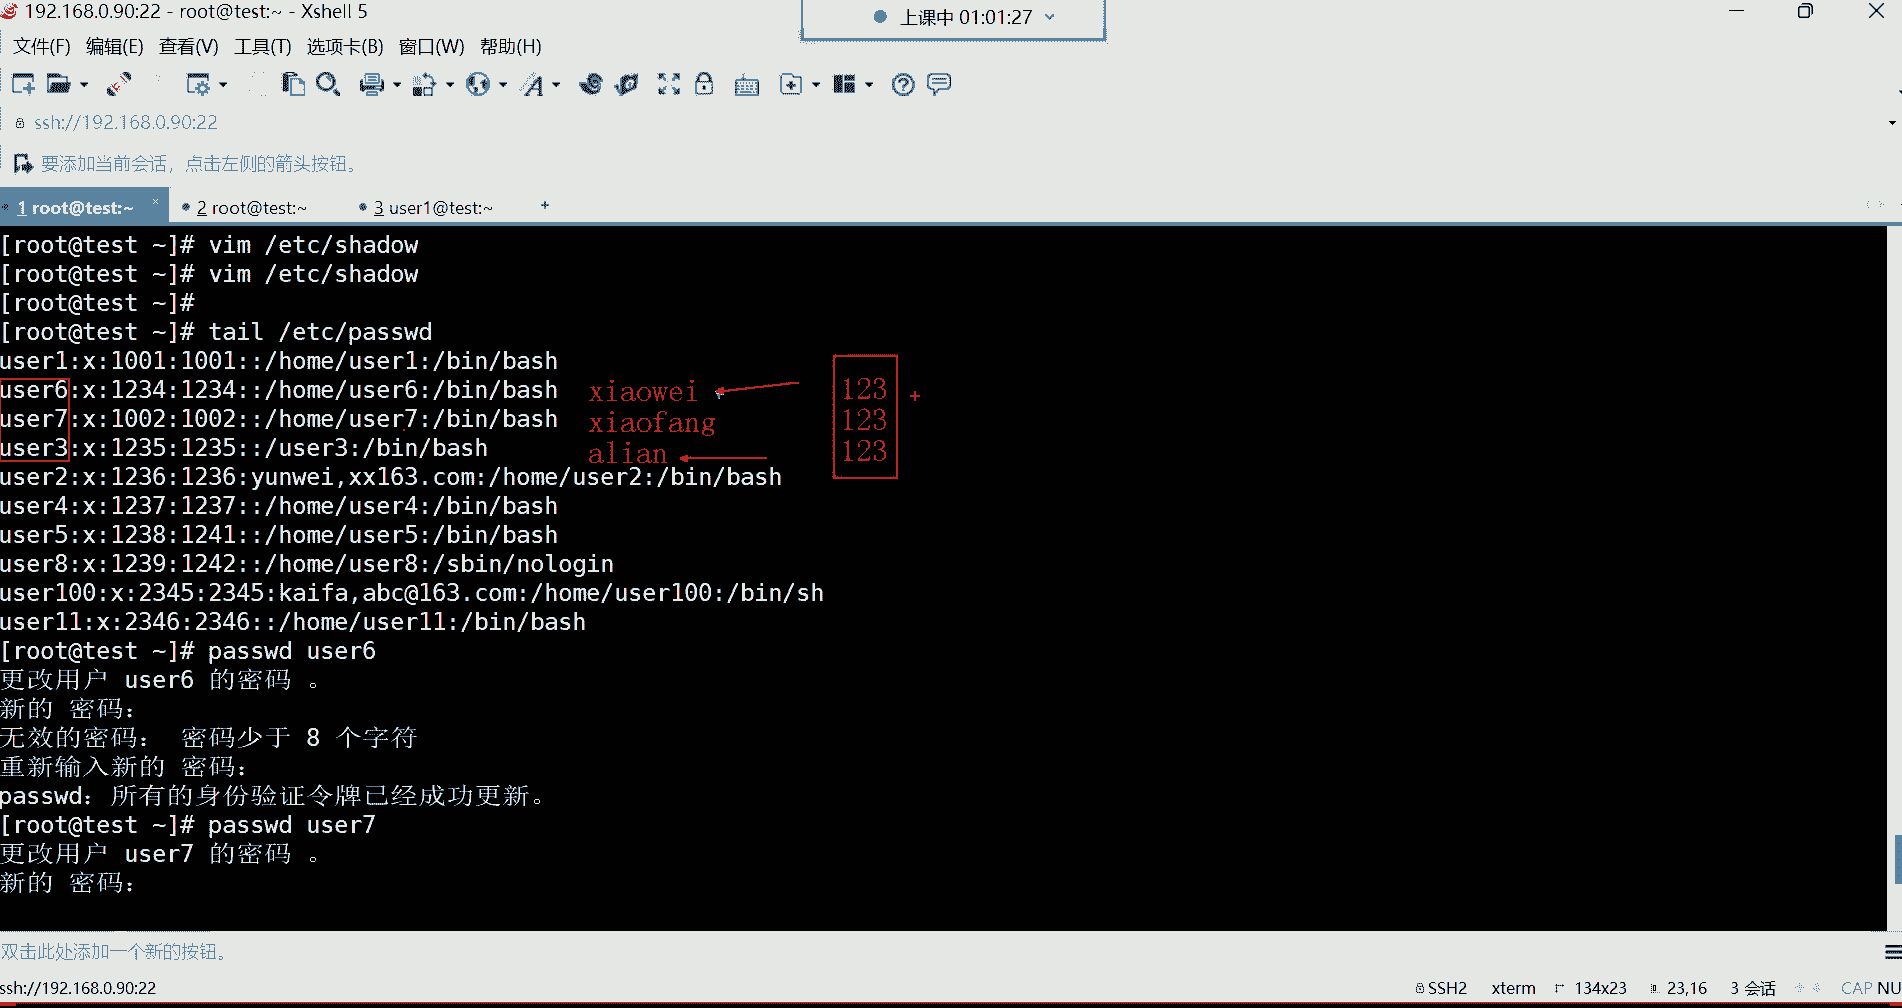 192.168.0.90:22 - root@test:~ - Xshell 5
上课中 01:01:27
文件(F) 编辑(E) 查看(V) 工具(T) 选项卡(B) 窗口(W) 帮助(H)
ssh://192.168.0.90:22
要添加当前会话，点击左侧的箭头按钮。
1 root@test:~ × 2 root@test:~ 3 user1@test:~ +
[root@test ~]# vim /etc/shadow
[root@test ~]# vim /etc/shadow
[root@test ~]#
[root@test ~]# tail /etc/passwd
user1:x:1001:1001::/home/user1:/bin/bash
user6:x:1234:1234::/home/user6:/bin/bash xiaowei 123
user7:x:1002:1002::/home/user7:/bin/bash xiaofang 123
user3:x:1235:1235::/user3:/bin/bash alian 123
user2:x:1236:1236:yunwei,xx163.com:/home/user2:/bin/bash
user4:x:1237:1237::/home/user4:/bin/bash
user5:x:1238:1241::/home/user5:/bin/bash
user8:x:1239:1242::/home/user8:/sbin/nologin
user100:x:2345:2345:kaifa,abc@163.com:/home/user100:/bin/sh
user11:x:2346:2346::/home/user11:/bin/bash
[root@test ~]# passwd user6
更改用户 user6 的密码 。
新的 密码：
无效的密码： 密码少于 8 个字符
重新输入新的 密码：
passwd：所有的身份验证令牌已经成功更新。
[root@test ~]# passwd user7
更改用户 user7 的密码 。
新的 密码：
双击此处添加一个新的按钮。
ssh://192.168.0.90:22 SSH2 xterm 134x23 23,16 3 会话 CAP NU